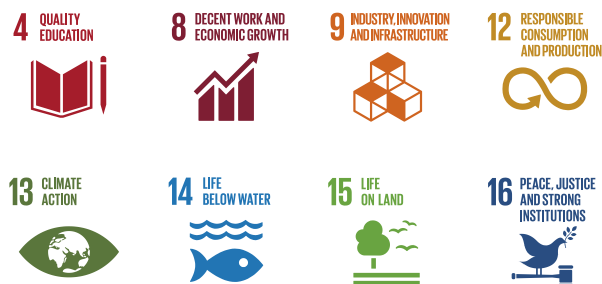 4 QUALITY
EDUCATION
8 DECENT WORK AND
ECONOMIC GROWTH
9 INDUSTRY, INNOVATION
AND INFRASTRUCTURE
12 RESPONSIBLE
CONSUMPTION
AND PRODUCTION
13 CLIMATE
ACTION
14 LIFE
BELOW WATER
15 LIFE
ON LAND
16 PEACE, JUSTICE
AND STRONG
INSTITUTIONS